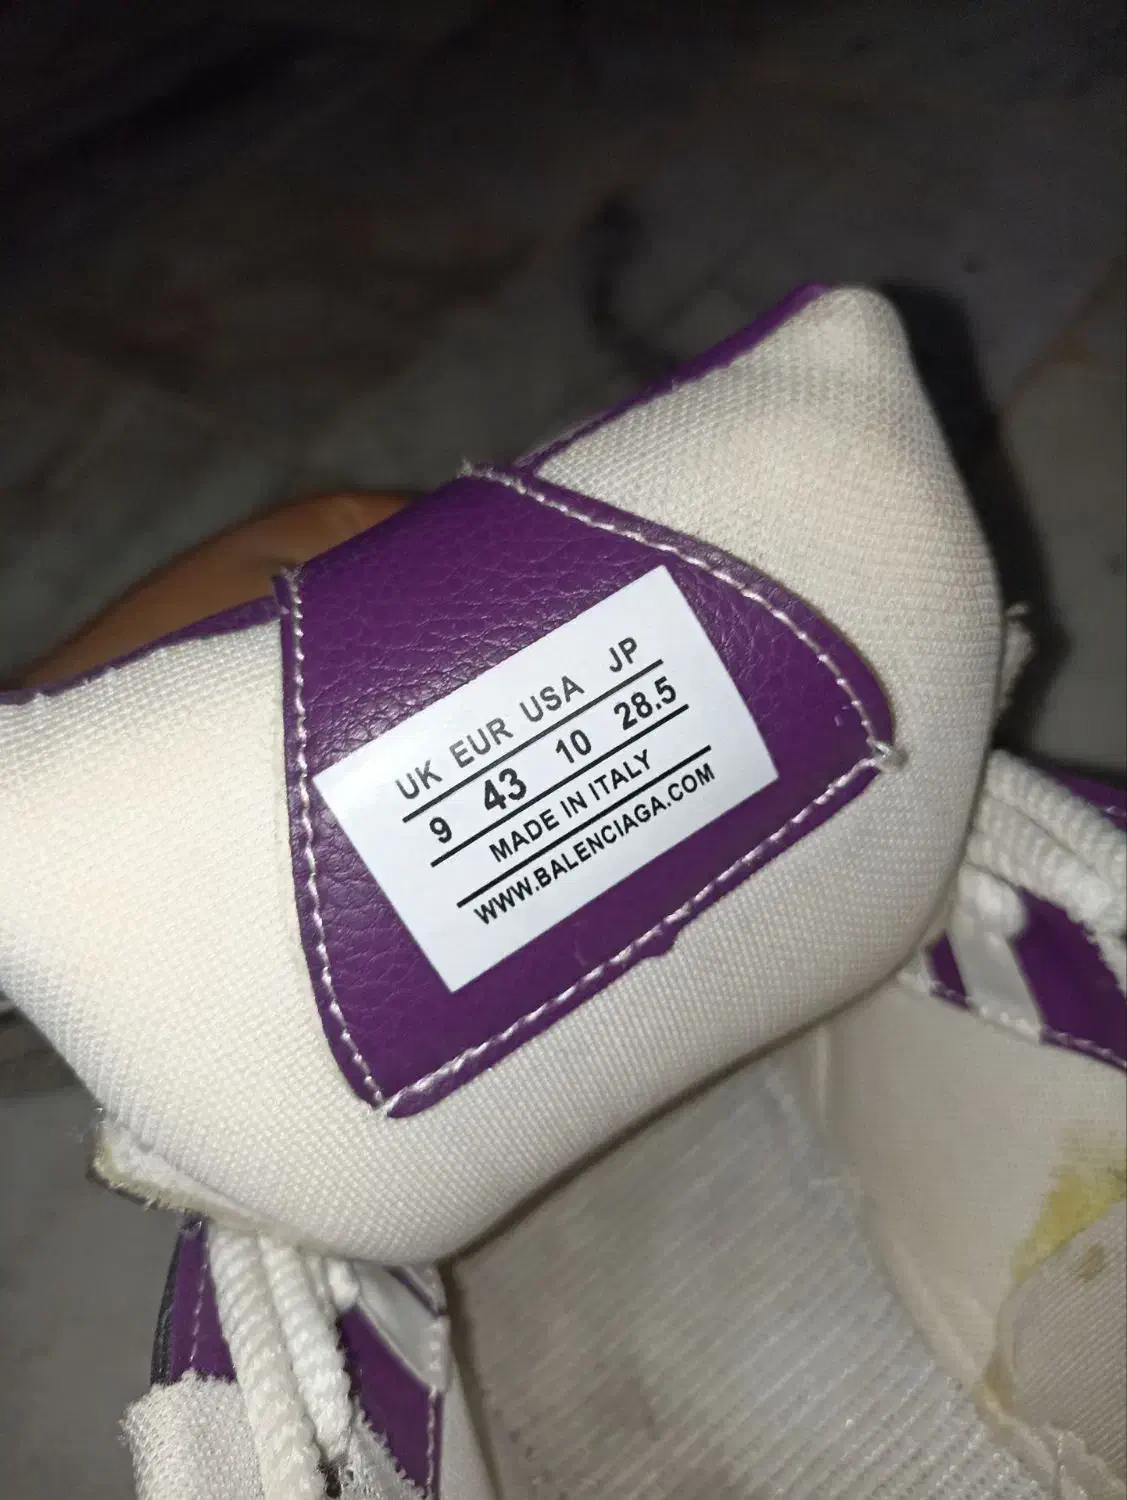 UK EUR USA JP
9 43 10 28.5
MADE IN ITALY
WWW.BALENCIAGA.COM